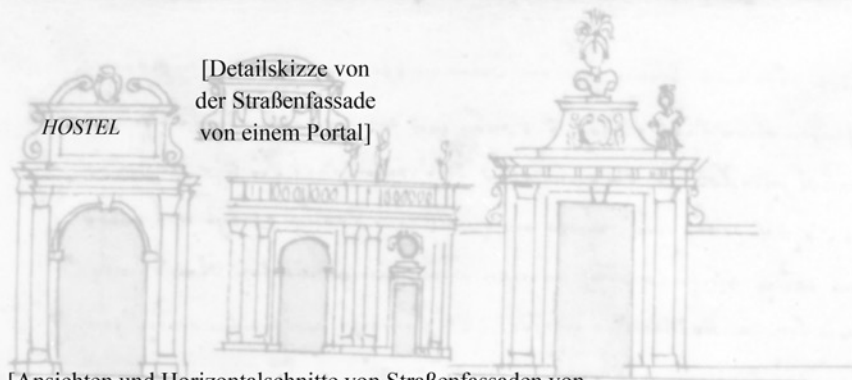 [Detailskizze von
der Straßenfassade
von einem Portal]
HOSTEL
[Ansichten und Horizontalschnitte von Straßenfassaden von